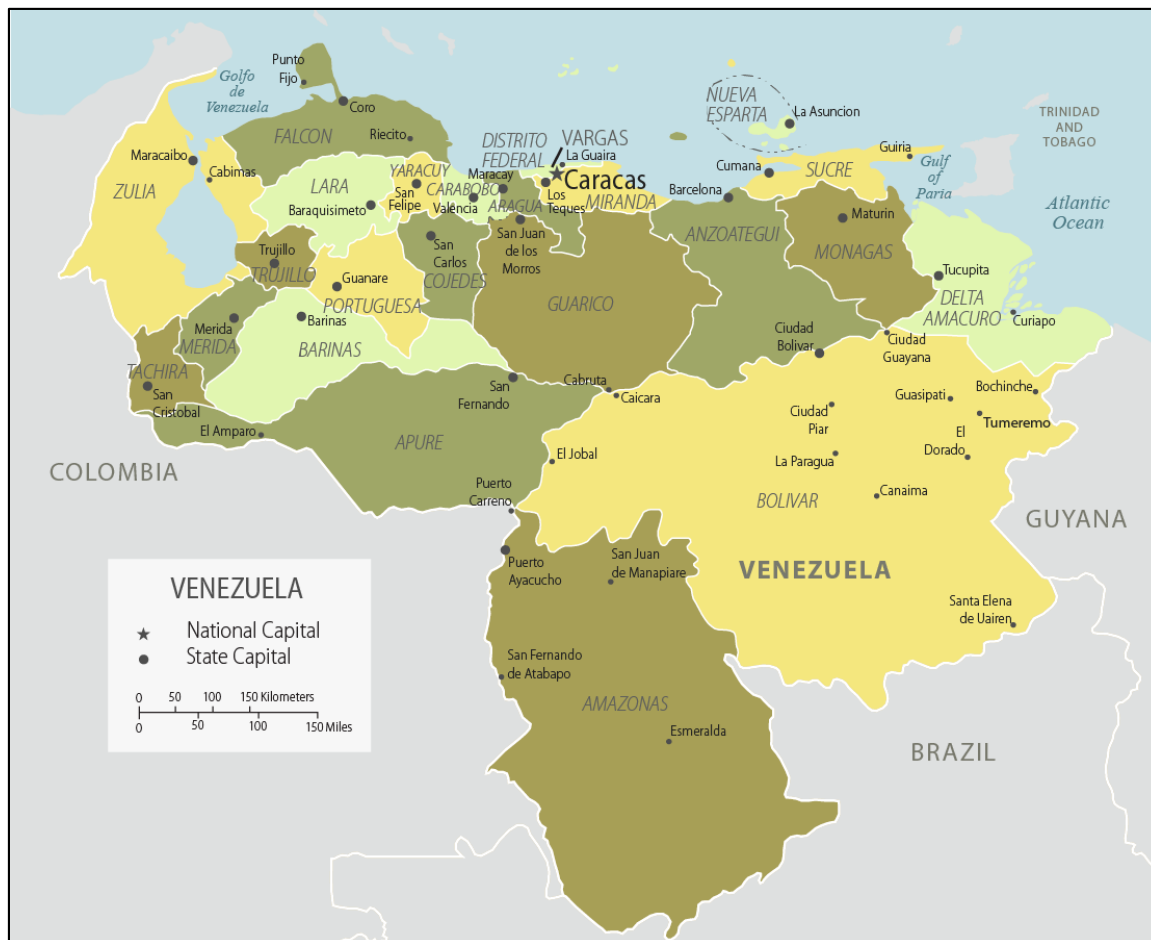 Punto
Fijo
Golfo
de
Venezuela
Coro
FALCON
Riecito
NUEVA
ESPARTA
La Asuncion
TRINIDAD
AND
TOBAGO
DISTRITO
FEDERAL
VARGAS
La Guaira
Caracas
Maracaibo
Cabimas
ZULIA
LARA
Baraquisimeto
YARACUY
San
Felipe
CARABOBO
Valencia
Maracay
ARAGUA
Los
Teques
MIRANDA
Barcelona
Cumana
SUCRE
Guiria
Gulf
of
Paria
Atlantic
Ocean
Trujillo
TRUJILLO
Guanare
PORTUGUESA
San
Carlos
COJEDES
San Juan
de los
Morros
GUARICO
ANZOATEGUI
Maturin
MONAGAS
Tucupita
DELTA
AMACURO
Curiapo
Merida
MERIDA
Barinas
BARINAS
TACHIRA
San
Cristobal
El Amparo
APURE
San
Fernando
Cabruta
Caicara
Ciudad
Bolivar
Ciudad
Guayana
Guasipati
Bochinche
Tumeremo
Ciudad
Piar
El
Dorado
La Paragua
Canaima
El Jobal
BOLIVAR
COLOMBIA
Puerto
Carreno
GUYANA
Puerto
Ayacucho
San Juan
de Manapiare
VENEZUELA
Santa Elena
de Uairen
San Fernando
de Atabapo
AMAZONAS
Esmeralda
BRAZIL
VENEZUELA
National Capital
State Capital
0 50 100 150 Kilometers
0 50 100 150 Miles